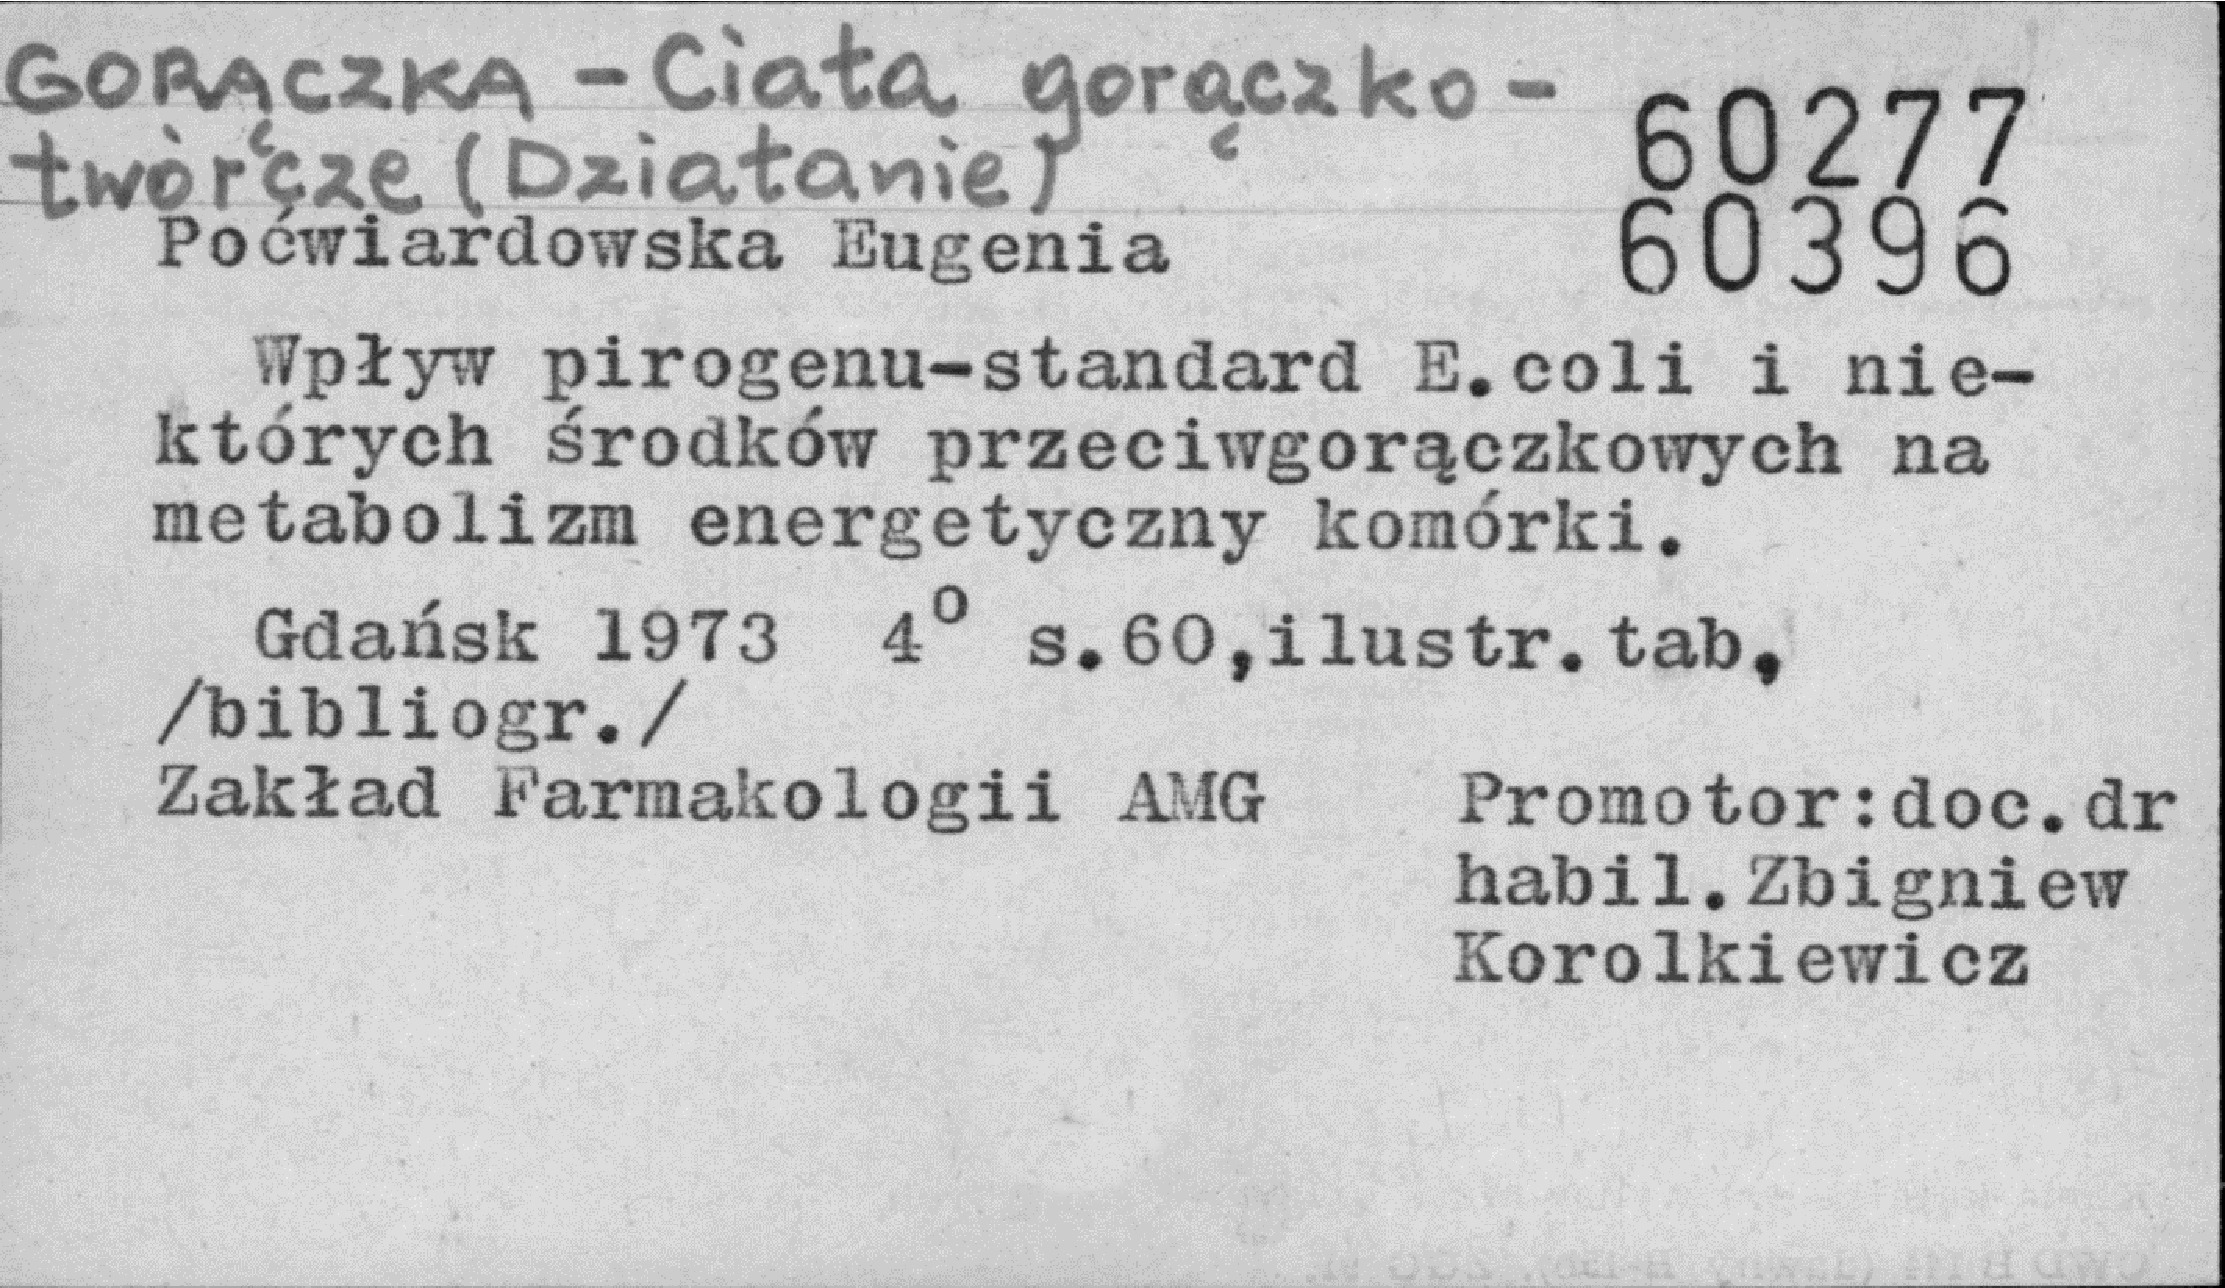 GORĄCZKA - Ciała gorączko-
twórcze (Działanie)
60277
60396
Poćwiardowska Eugenia
Wpływ pirogenu-standard E.coli i nie-
których środków przeciwgorączkowych na
metabolizm energetyczny komórki.
Gdańsk 1973 4º s.60,ilustr.tab,
/bibliogr./
Zakład Farmakologii AMG Promotor:doc.dr
habil.Zbigniew
Korolkiewicz